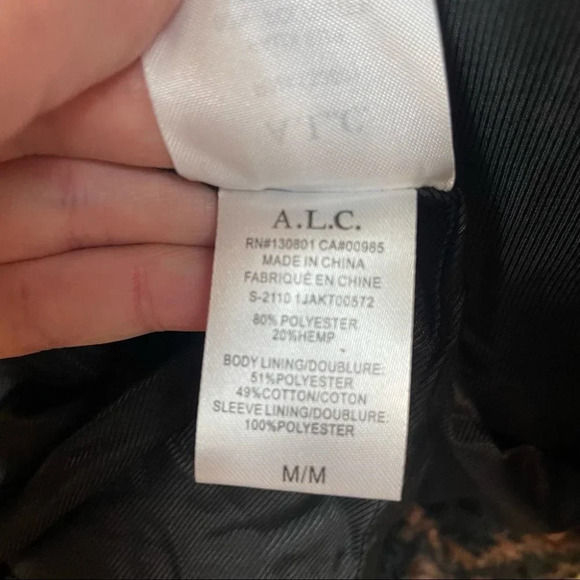 A.L.C.
A.L.C.
RN#130801 CA#00985
MADE IN CHINA
FABRIQUÉ EN CHINE
S-2110 1JAKT00572
80% POLYESTER
20%HEMP
BODY LINING/DOUBLURE:
51%POLYESTER
49%COTTON/COTON
SLEEVE LINING/DOUBLURE:
100%POLYESTER
M/M